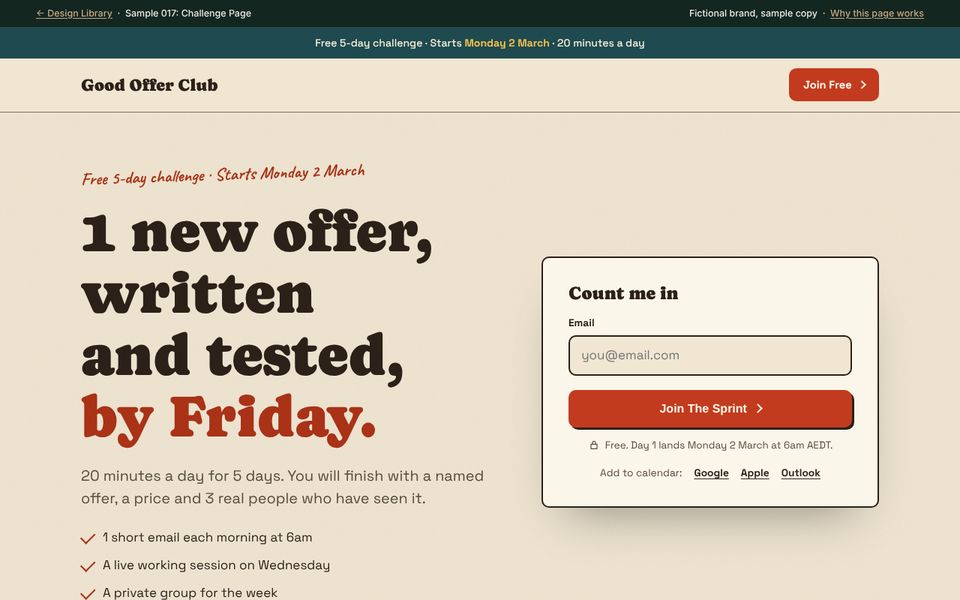 ← Design Library · Sample 017: Challenge Page
Fictional brand, sample copy · Why this page works
Free 5-day challenge · Starts Monday 2 March · 20 minutes a day
Good Offer Club
Join Free
Free 5-day challenge · Starts Monday 2 March
1 new offer,
written
and tested,
by Friday.
20 minutes a day for 5 days. You will finish with a named
offer, a price and 3 real people who have seen it.
1 short email each morning at 6am
A live working session on Wednesday
A private group for the week
Count me in
Email
you@email.com
Join The Sprint
Free. Day 1 lands Monday 2 March at 6am AEDT.
Add to calendar: Google Apple Outlook